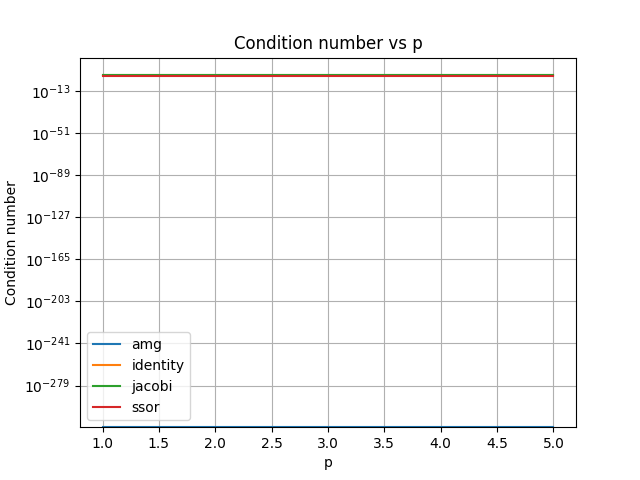 Condition number vs p
Condition number
10^{-13}
10^{-51}
10^{-89}
10^{-127}
10^{-165}
10^{-203}
10^{-241}
10^{-279}
amg
identity
jacobi
ssor
1.0 1.5 2.0 2.5 3.0 3.5 4.0 4.5 5.0
p